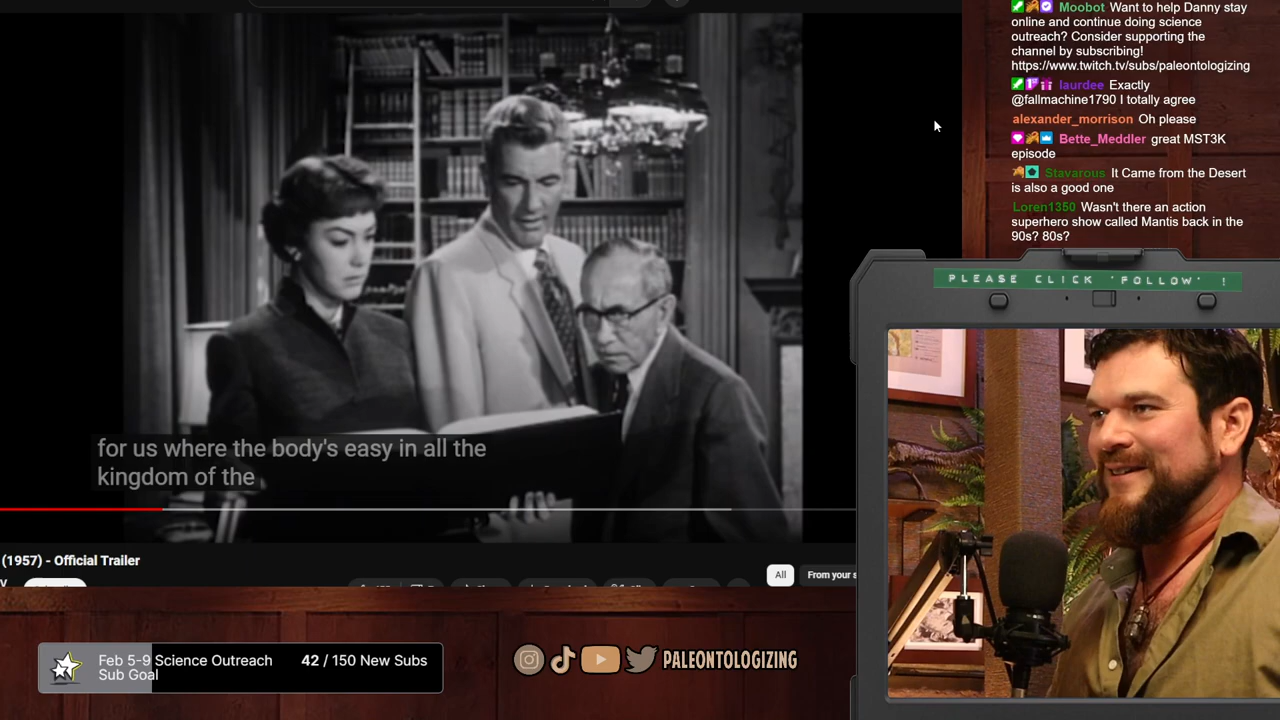 Moobot Want to help Danny stay
online and continue doing science
outreach? Consider supporting the
channel by subscribing!
https://www.twitch.tv/subs/paleontologizing
laurdee Exactly
@fallmachine1790 I totally agree
alexander_morrison Oh please
Bette_Meddler great MST3K
episode
Stavarous It Came from the Desert
is also a good one
Loren1350 Wasn't there an action
superhero show called Mantis back in the
90s? 80s?
PLEASE CLICK 'FOLLOW' !
for us where the body's easy in all the
kingdom of the
(1957) - Official Trailer
All
From your s
Feb 5-9 Science Outreach
Sub Goal
42 / 150 New Subs
PALEONTOLOGIZING